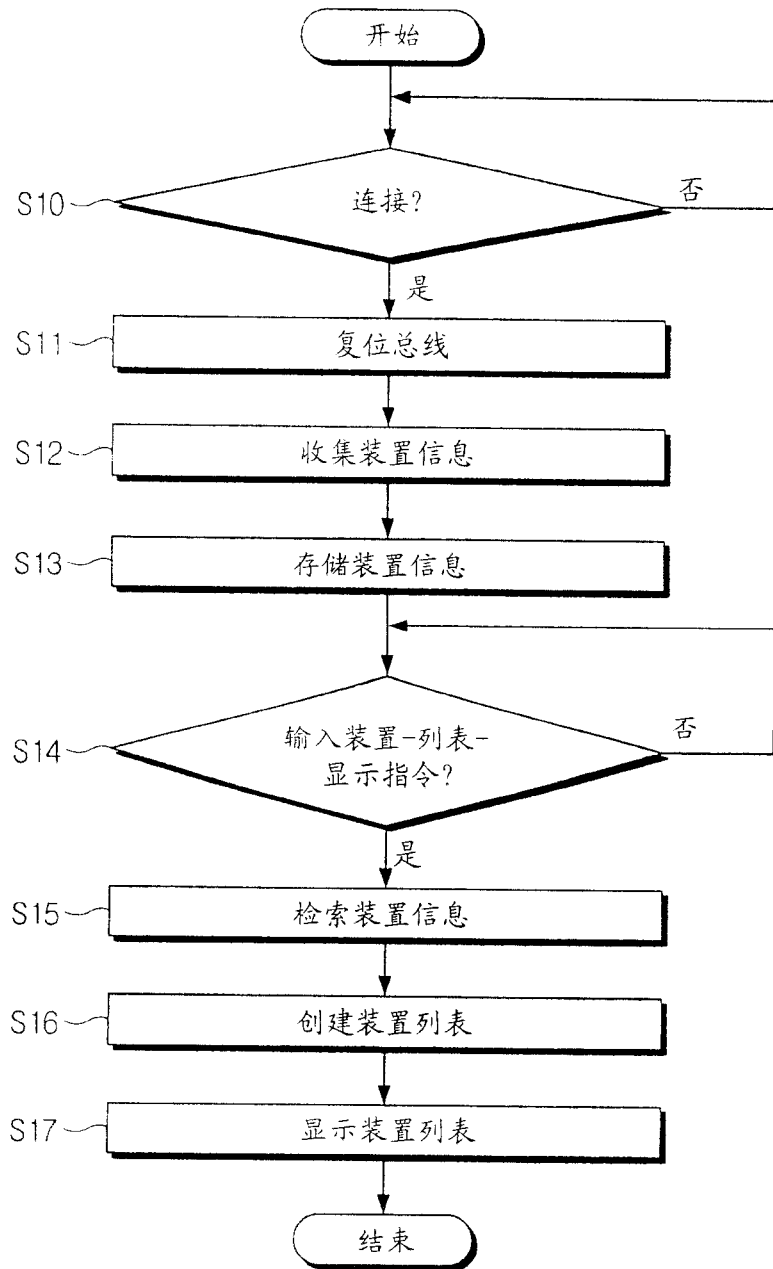 开始
S10
连接?
否
是
S11
复位总线
S12
收集装置信息
S13
存储装置信息
S14
输入装置-列表-
显示指令?
否
是
S15
检索装置信息
S16
创建装置列表
S17
显示装置列表
结束